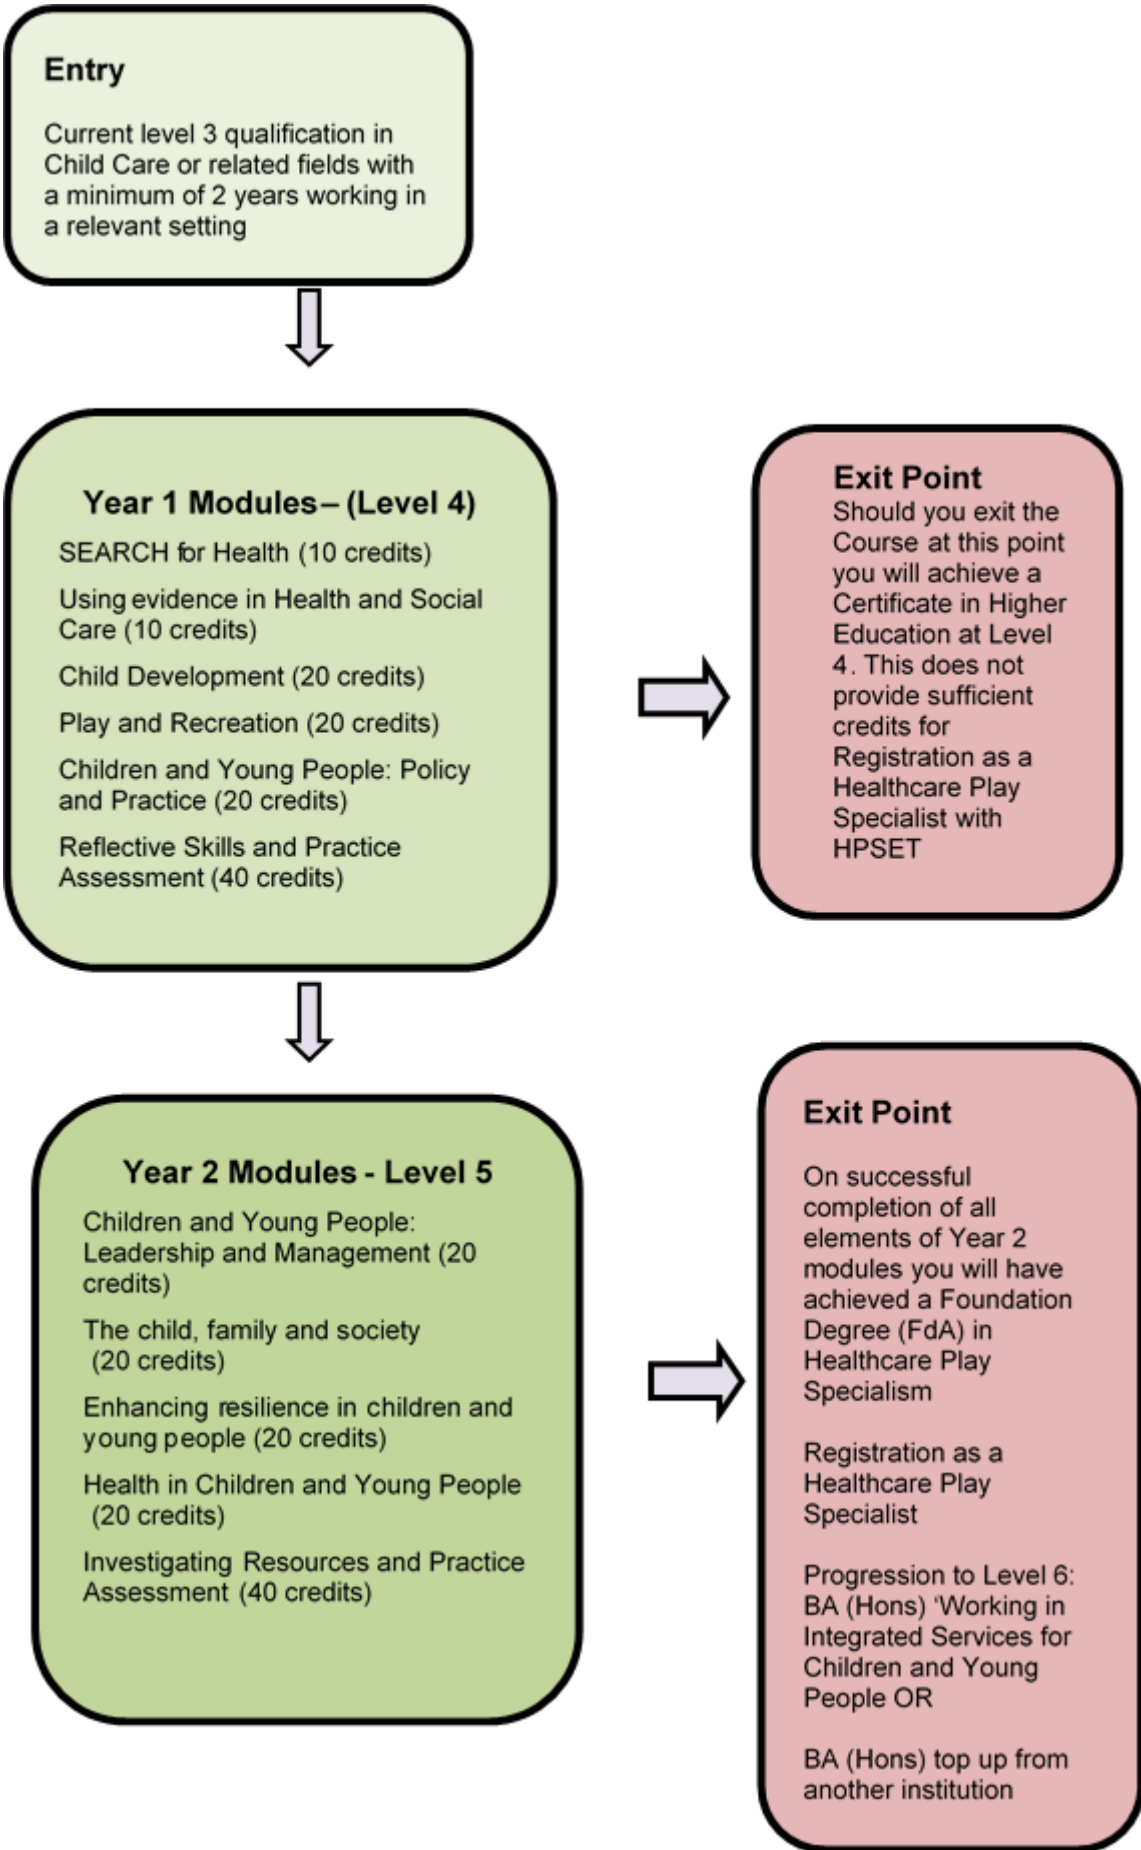 Entry
Current level 3 qualification in
Child Care or related fields with
a minimum of 2 years working in
a relevant setting
Year 1 Modules– (Level 4)
SEARCH for Health (10 credits)
Using evidence in Health and Social
Care (10 credits)
Child Development (20 credits)
Play and Recreation (20 credits)
Children and Young People: Policy
and Practice (20 credits)
Reflective Skills and Practice
Assessment (40 credits)
Exit Point
Should you exit the
Course at this point
you will achieve a
Certificate in Higher
Education at Level
4. This does not
provide sufficient
credits for
Registration as a
Healthcare Play
Specialist with
HPSET
Year 2 Modules - Level 5
Children and Young People:
Leadership and Management (20
credits)
The child, family and society
(20 credits)
Enhancing resilience in children and
young people (20 credits)
Health in Children and Young People
(20 credits)
Investigating Resources and Practice
Assessment (40 credits)
Exit Point
On successful
completion of all
elements of Year 2
modules you will have
achieved a Foundation
Degree (FdA) in
Healthcare Play
Specialism
Registration as a
Healthcare Play
Specialist
Progression to Level 6:
BA (Hons) ‘Working in
Integrated Services for
Children and Young
People OR
BA (Hons) top up from
another institution